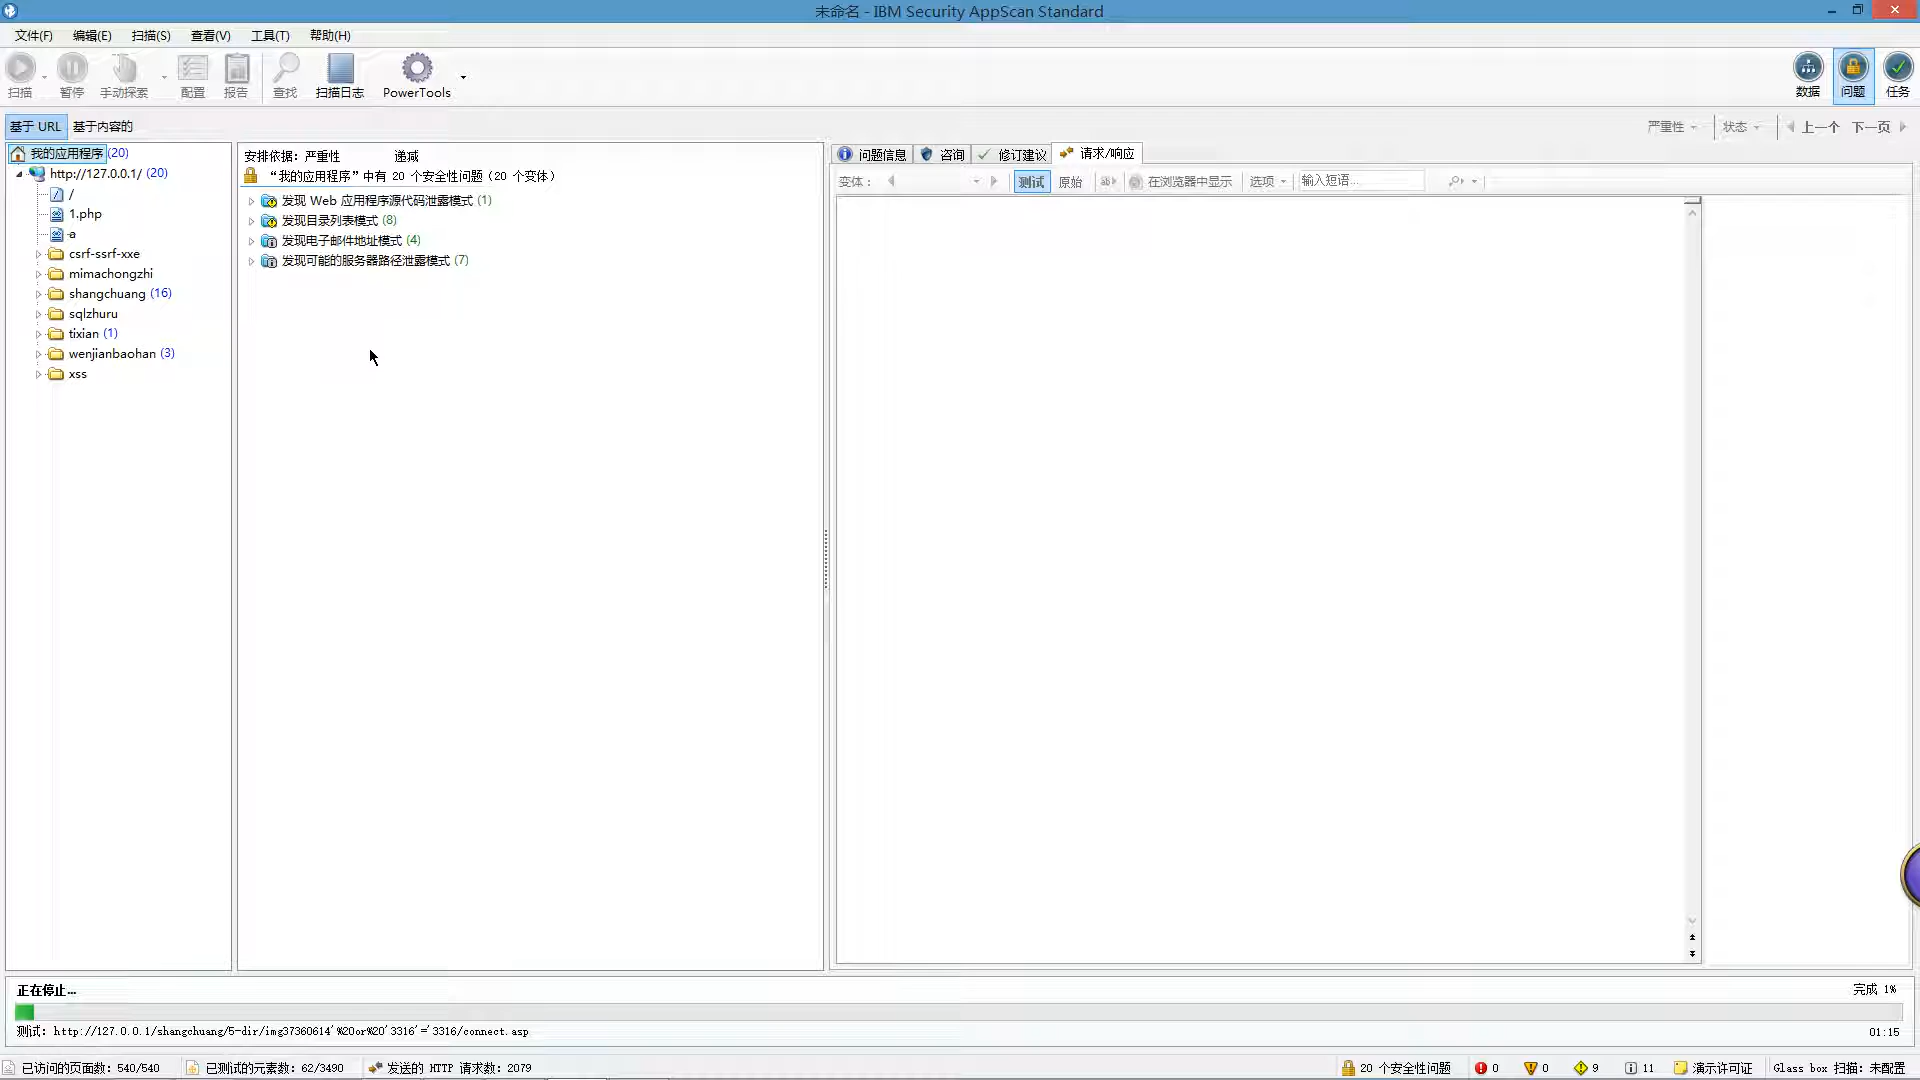 未命名 - IBM Security AppScan Standard
文件(F) 编辑(E) 扫描(S) 查看(V) 工具(T) 帮助(H)
扫描 暂停 手动探索 配置 报告 查找 扫描日志 PowerTools 数据 问题 任务
基于 URL 基于内容的 严重性 状态 上一个 下一页
我的应用程序 (20)
http://127.0.0.1/ (20)
/
1.php
a
csrf-ssrf-xxe
mimachongzhi
shangchuang (16)
sqlzhuru
tixian (1)
wenjianbaohan (3)
xss
安排依据: 严重性 递减
“我的应用程序”中有 20 个安全性问题(20 个变体)
发现 Web 应用程序源代码泄露模式 (1)
发现目录列表模式 (8)
发现电子邮件地址模式 (4)
发现可能的服务器路径泄露模式 (7)
问题信息 咨询 修订建议 请求/响应
变体: 测试 原始 ab 在浏览器中显示 选项 输入短语...
正在停止... 完成 1%
测试: http://127.0.0.1/shangchuang/5-dir/img37360614'%20or%20'3316'='3316/connect.asp 01:15
已访问的页面数: 540/540 已测试的元素数: 62/3490 发送的 HTTP 请求数: 2079 20 个安全性问题 0 0 9 11 演示许可证 Glass box 扫描: 未配置